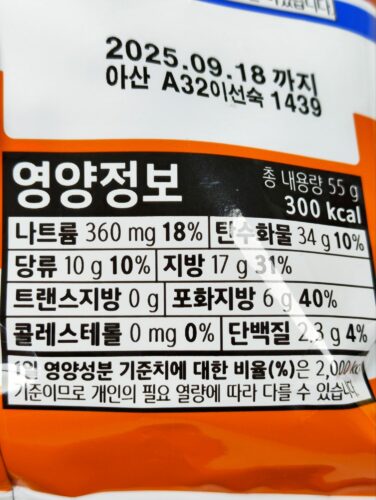 있습니다
2025.09.18 까지
아산 A32이선숙 1439
영양정보
총 내용량 55 g
300 kcal
나트륨 360 mg 18% 탄수화물 34 g 10%
당류 10 g 10% 지방 17 g 31%
트랜스지방 0 g 포화지방 6 g 40%
콜레스테롤 0 mg 0% 단백질 2.3 g 4%
1일 영양성분 기준치에 대한 비율(%)은 2,000 kcal
기준이므로 개인의 필요 열량에 따라 다를 수 있습니다.